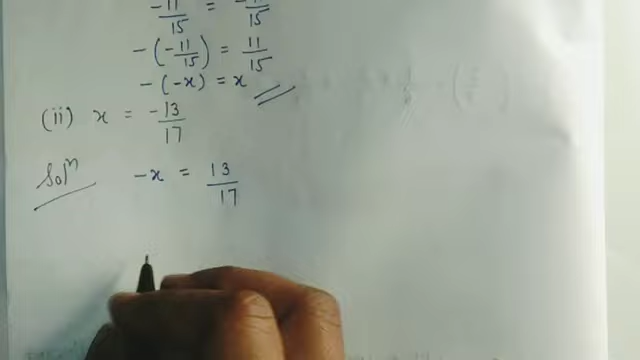 -11/15 = -11/15
-(-11/15) = 11/15
-(-x) = x
(ii) x = -13/17
Solⁿ -x = 13/17